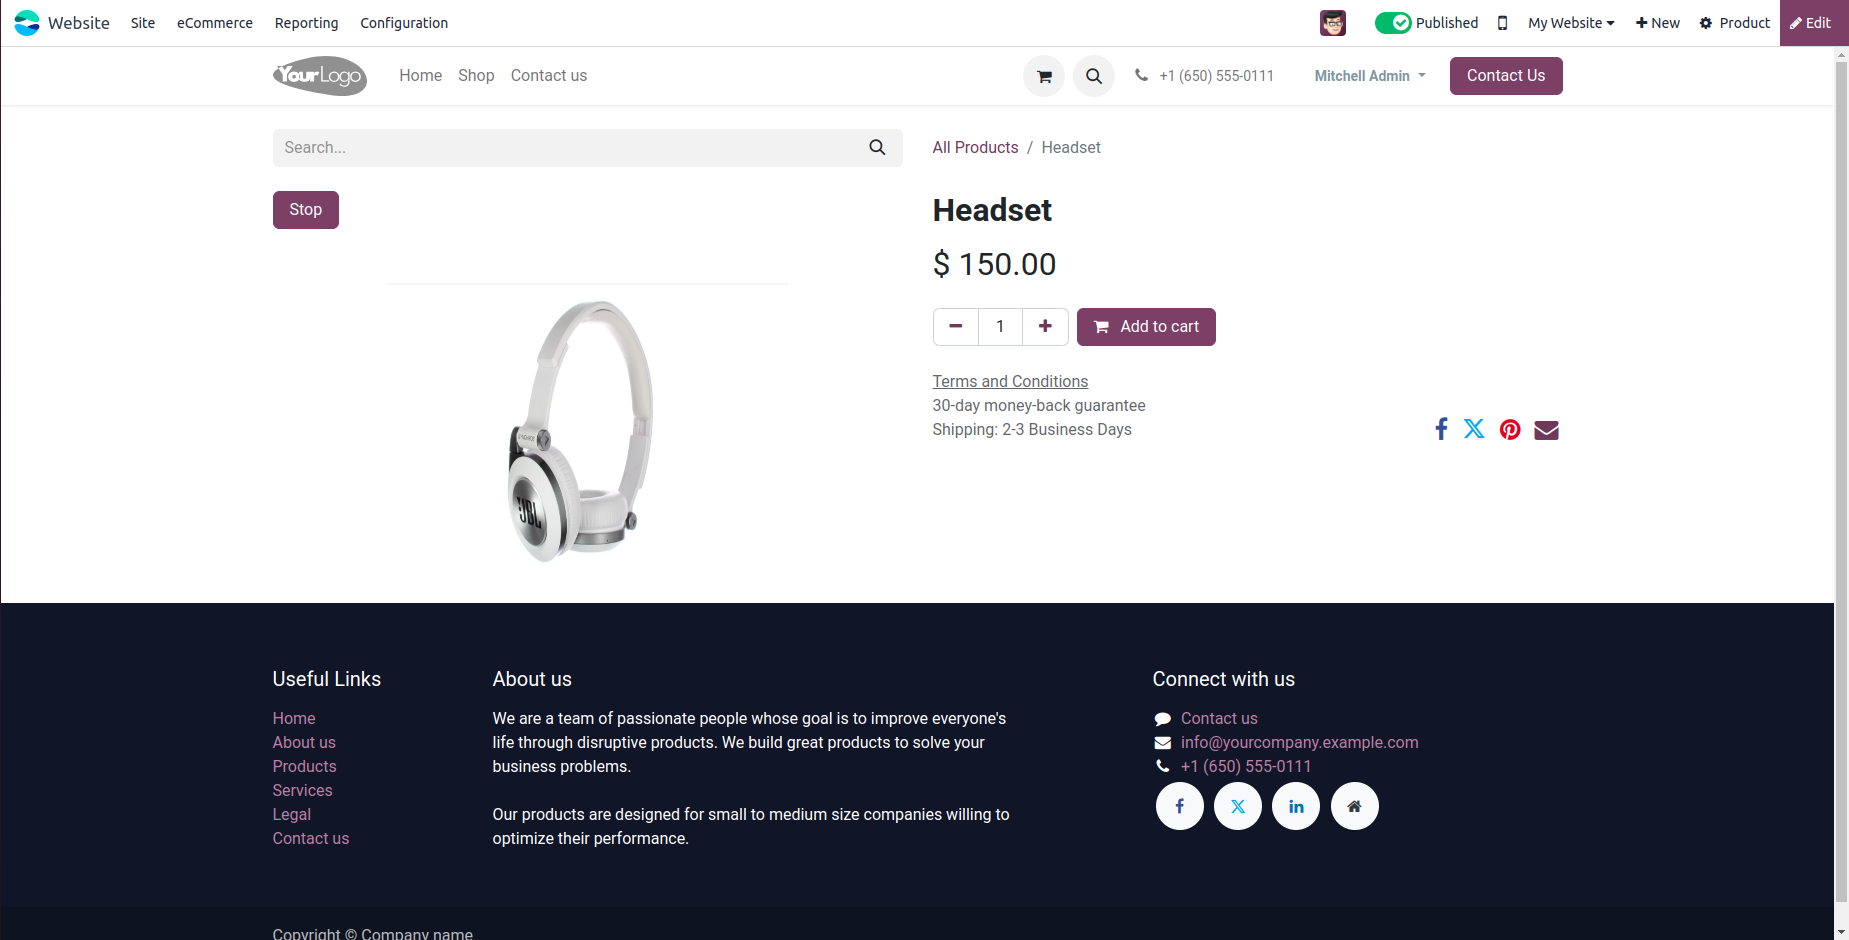 Website Site eCommerce Reporting Configuration Published My Website New Product Edit
YourLogo Home Shop Contact us +1 (650) 555-0111 Mitchell Admin Contact Us
Search... All Products / Headset
Stop
Headset
$ 150.00
1 Add to cart
Terms and Conditions
30-day money-back guarantee
Shipping: 2-3 Business Days
JBL
Useful Links
Home
About us
Products
Services
Legal
Contact us
About us
We are a team of passionate people whose goal is to improve everyone's
life through disruptive products. We build great products to solve your
business problems.
Our products are designed for small to medium size companies willing to
optimize their performance.
Connect with us
Contact us
info@yourcompany.example.com
+1 (650) 555-0111
Copyright © Company name